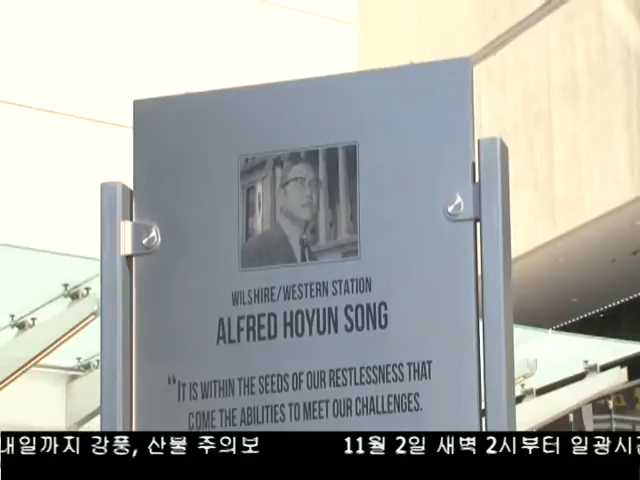 WILSHIRE/WESTERN STATION
ALFRED HOYUN SONG
"IT IS WITHIN THE SEEDS OF OUR RESTLESSNESS THAT
COME THE ABILITIES TO MEET OUR CHALLENGES.
내일까지 강풍, 산불 주의보 11월 2일 새벽 2시부터 일광시간